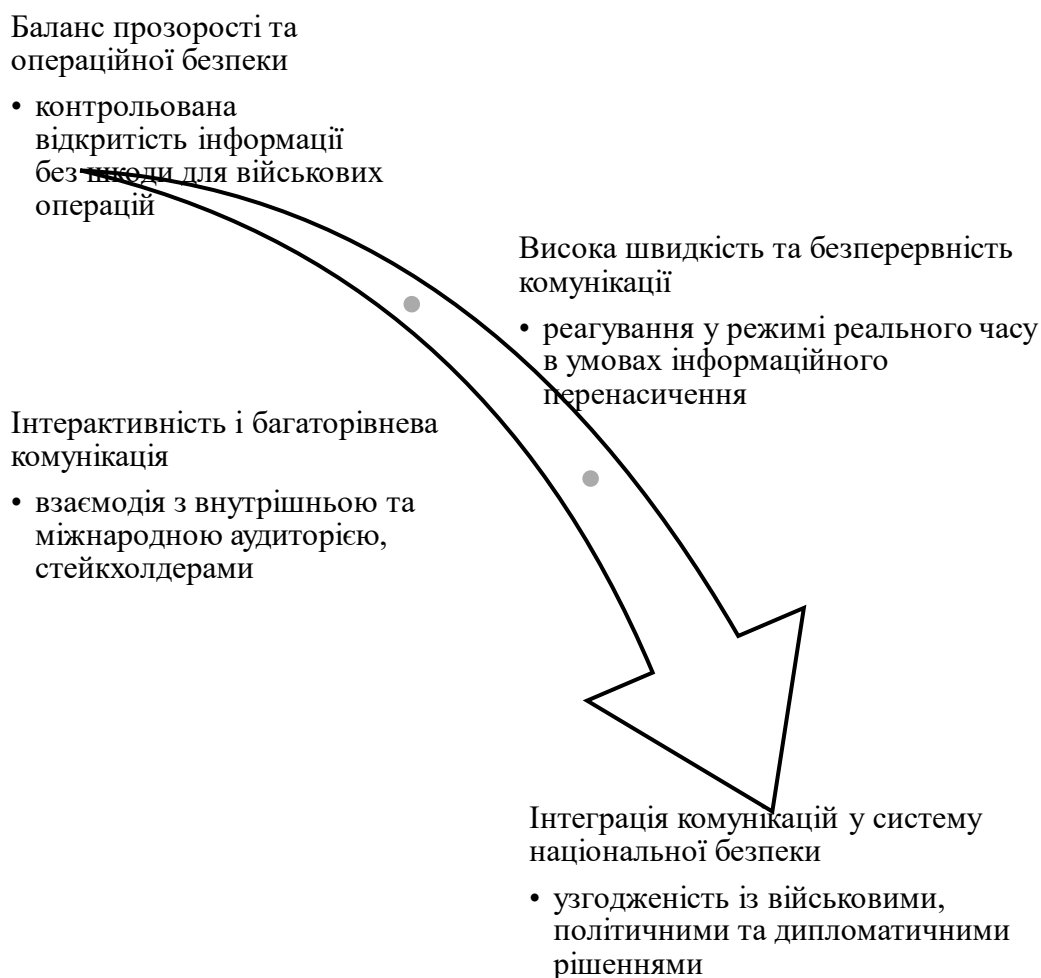 Баланс прозорості та
операційної безпеки
• контрольована
відкритість інформації
без шкоди для військових
операцій
Висока швидкість та безперервність
комунікації
• реагування у режимі реального часу
в умовах інформаційного
перенасичення
Інтерактивність і багаторівнева
комунікація
• взаємодія з внутрішньою та
міжнародною аудиторією,
стейкхолдерами
Інтеграція комунікацій у систему
національної безпеки
• узгодженість із військовими,
політичними та дипломатичними
рішеннями